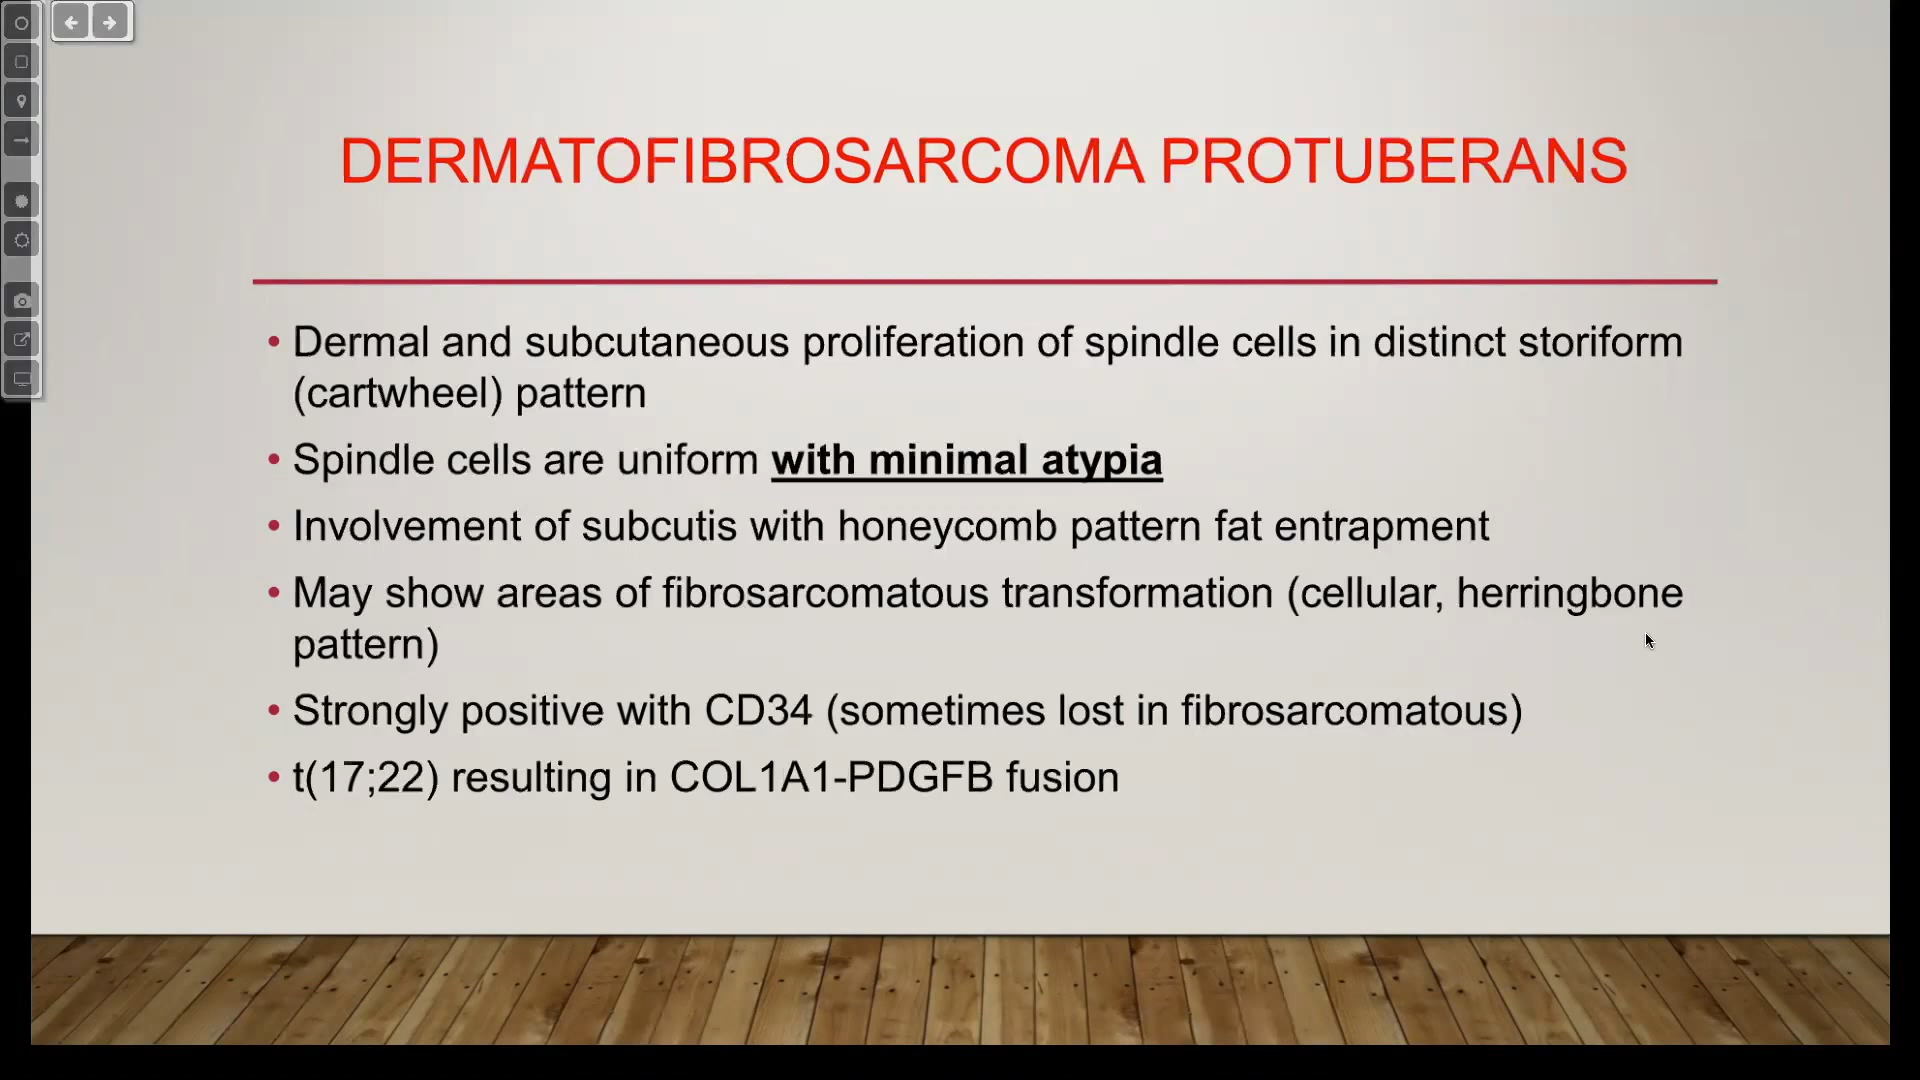 DERMATOFIBROSARCOMA PROTUBERANS
• Dermal and subcutaneous proliferation of spindle cells in distinct storiform
(cartwheel) pattern
• Spindle cells are uniform with minimal atypia
• Involvement of subcutis with honeycomb pattern fat entrapment
• May show areas of fibrosarcomatous transformation (cellular, herringbone
pattern)
• Strongly positive with CD34 (sometimes lost in fibrosarcomatous)
• t(17;22) resulting in COL1A1-PDGFB fusion